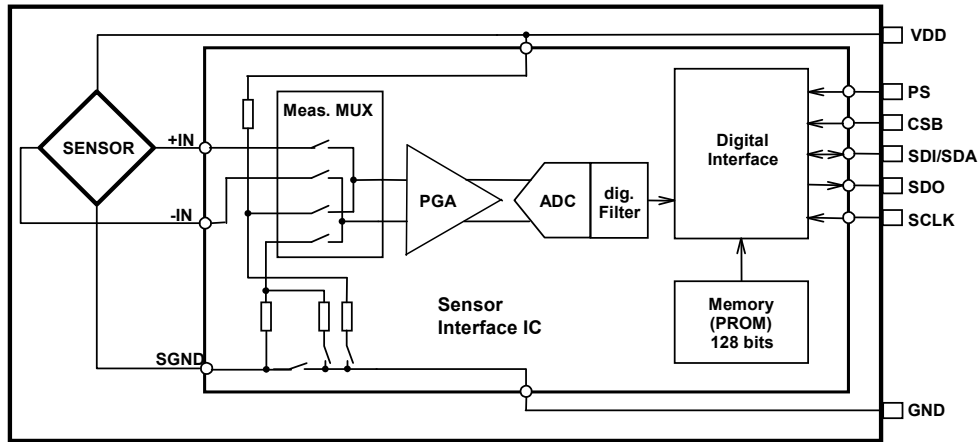 VDD
PS
CSB
SDI/SDA
SDO
SCLK
GND
SENSOR
+IN
-IN
SGND
Meas. MUX
PGA
ADC
dig.
Filter
Digital
Interface
Memory
(PROM)
128 bits
Sensor
Interface IC